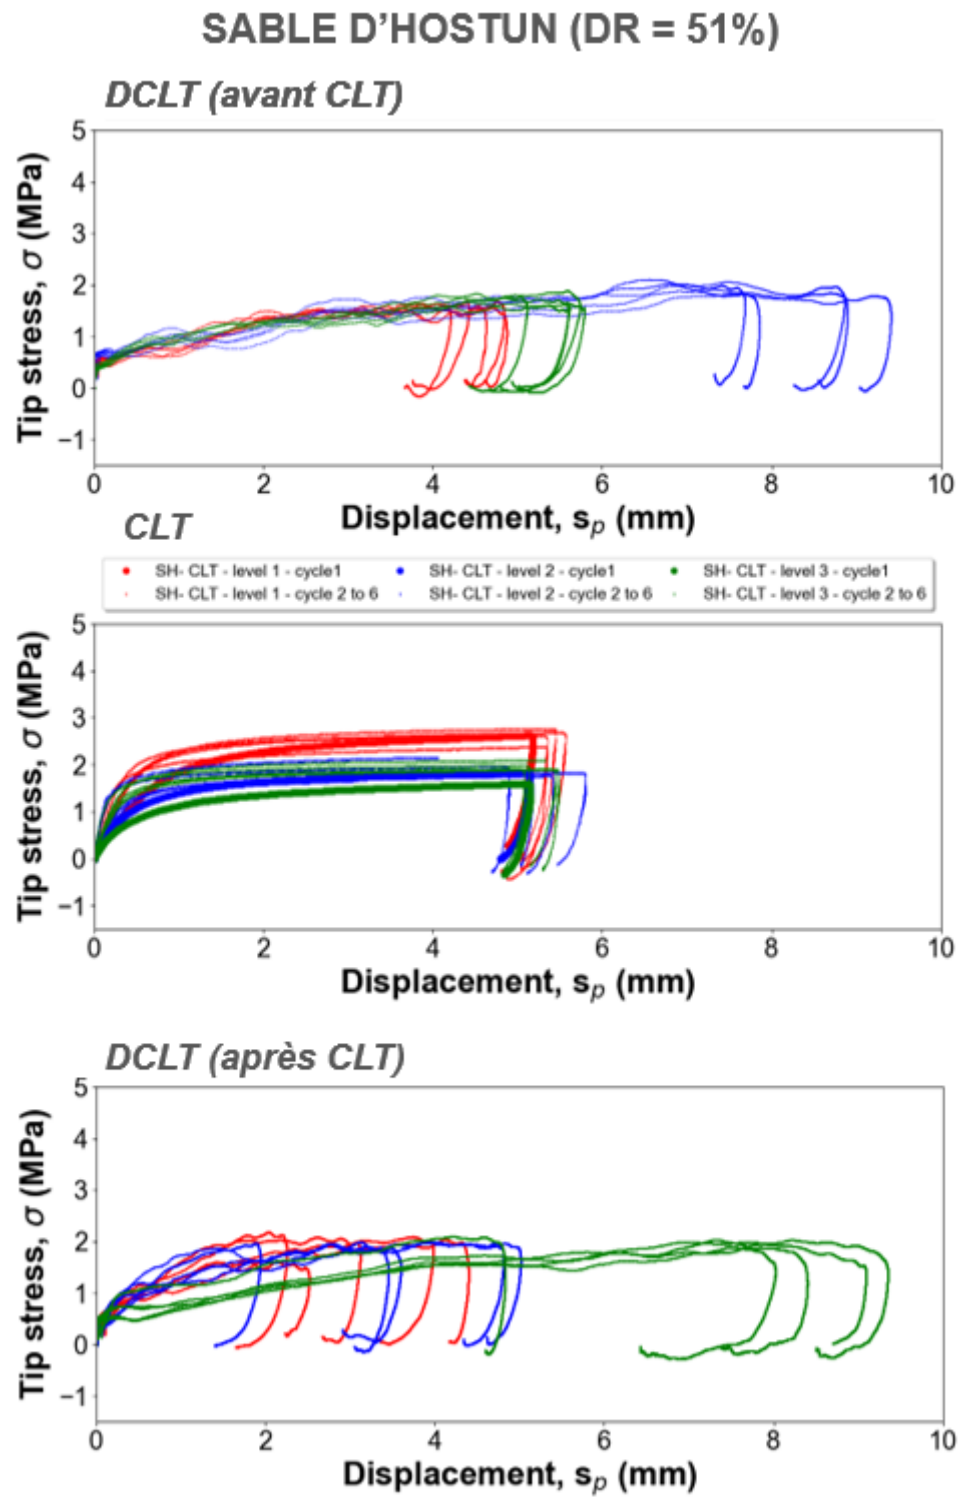 SABLE D'HOSTUN (DR = 51%)
DCLT (avant CLT)
Tip stress, σ (MPa)
5
4
3
2
1
0
−1
0 2 4 6 8 10
Displacement, sp (mm)
CLT
SH- CLT - level 1 - cycle1 SH- CLT - level 2 - cycle1 SH- CLT - level 3 - cycle1
SH- CLT - level 1 - cycle 2 to 6 SH- CLT - level 2 - cycle 2 to 6 SH- CLT - level 3 - cycle 2 to 6
Tip stress, σ (MPa)
5
4
3
2
1
0
−1
0 2 4 6 8 10
Displacement, sp (mm)
DCLT (après CLT)
Tip stress, σ (MPa)
5
4
3
2
1
0
−1
0 2 4 6 8 10
Displacement, sp (mm)